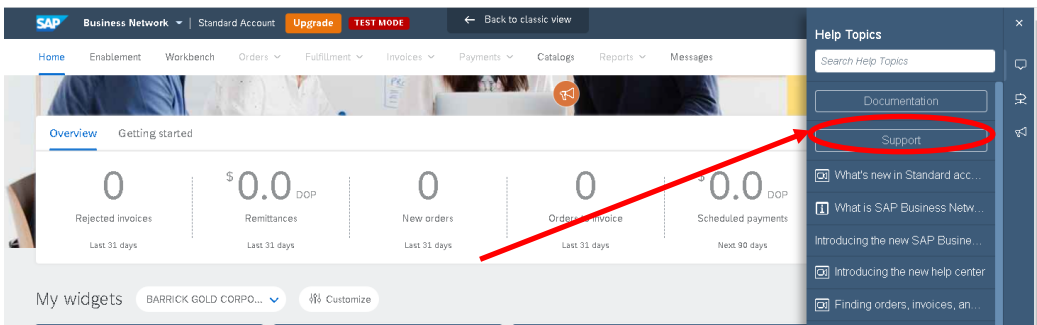 SAP Business Network | Standard Account Upgrade TEST MODE ← Back to classic view
Home Enablement Workbench Orders Fulfillment Invoices Payments Catalogs Reports Messages
Overview Getting started
0 $0.0 DOP 0 0 $0.0 DOP
Rejected invoices Remittances New orders Orders to invoice Scheduled payments
Last 31 days Last 31 days Last 31 days Last 31 days Next 90 days
My widgets BARRICK GOLD CORPO... Customize
Help Topics
Search Help Topics
Documentation
Support
What's new in Standard acc...
What is SAP Business Netw...
Introducing the new SAP Busine...
Introducing the new help center
Finding orders, invoices, an...